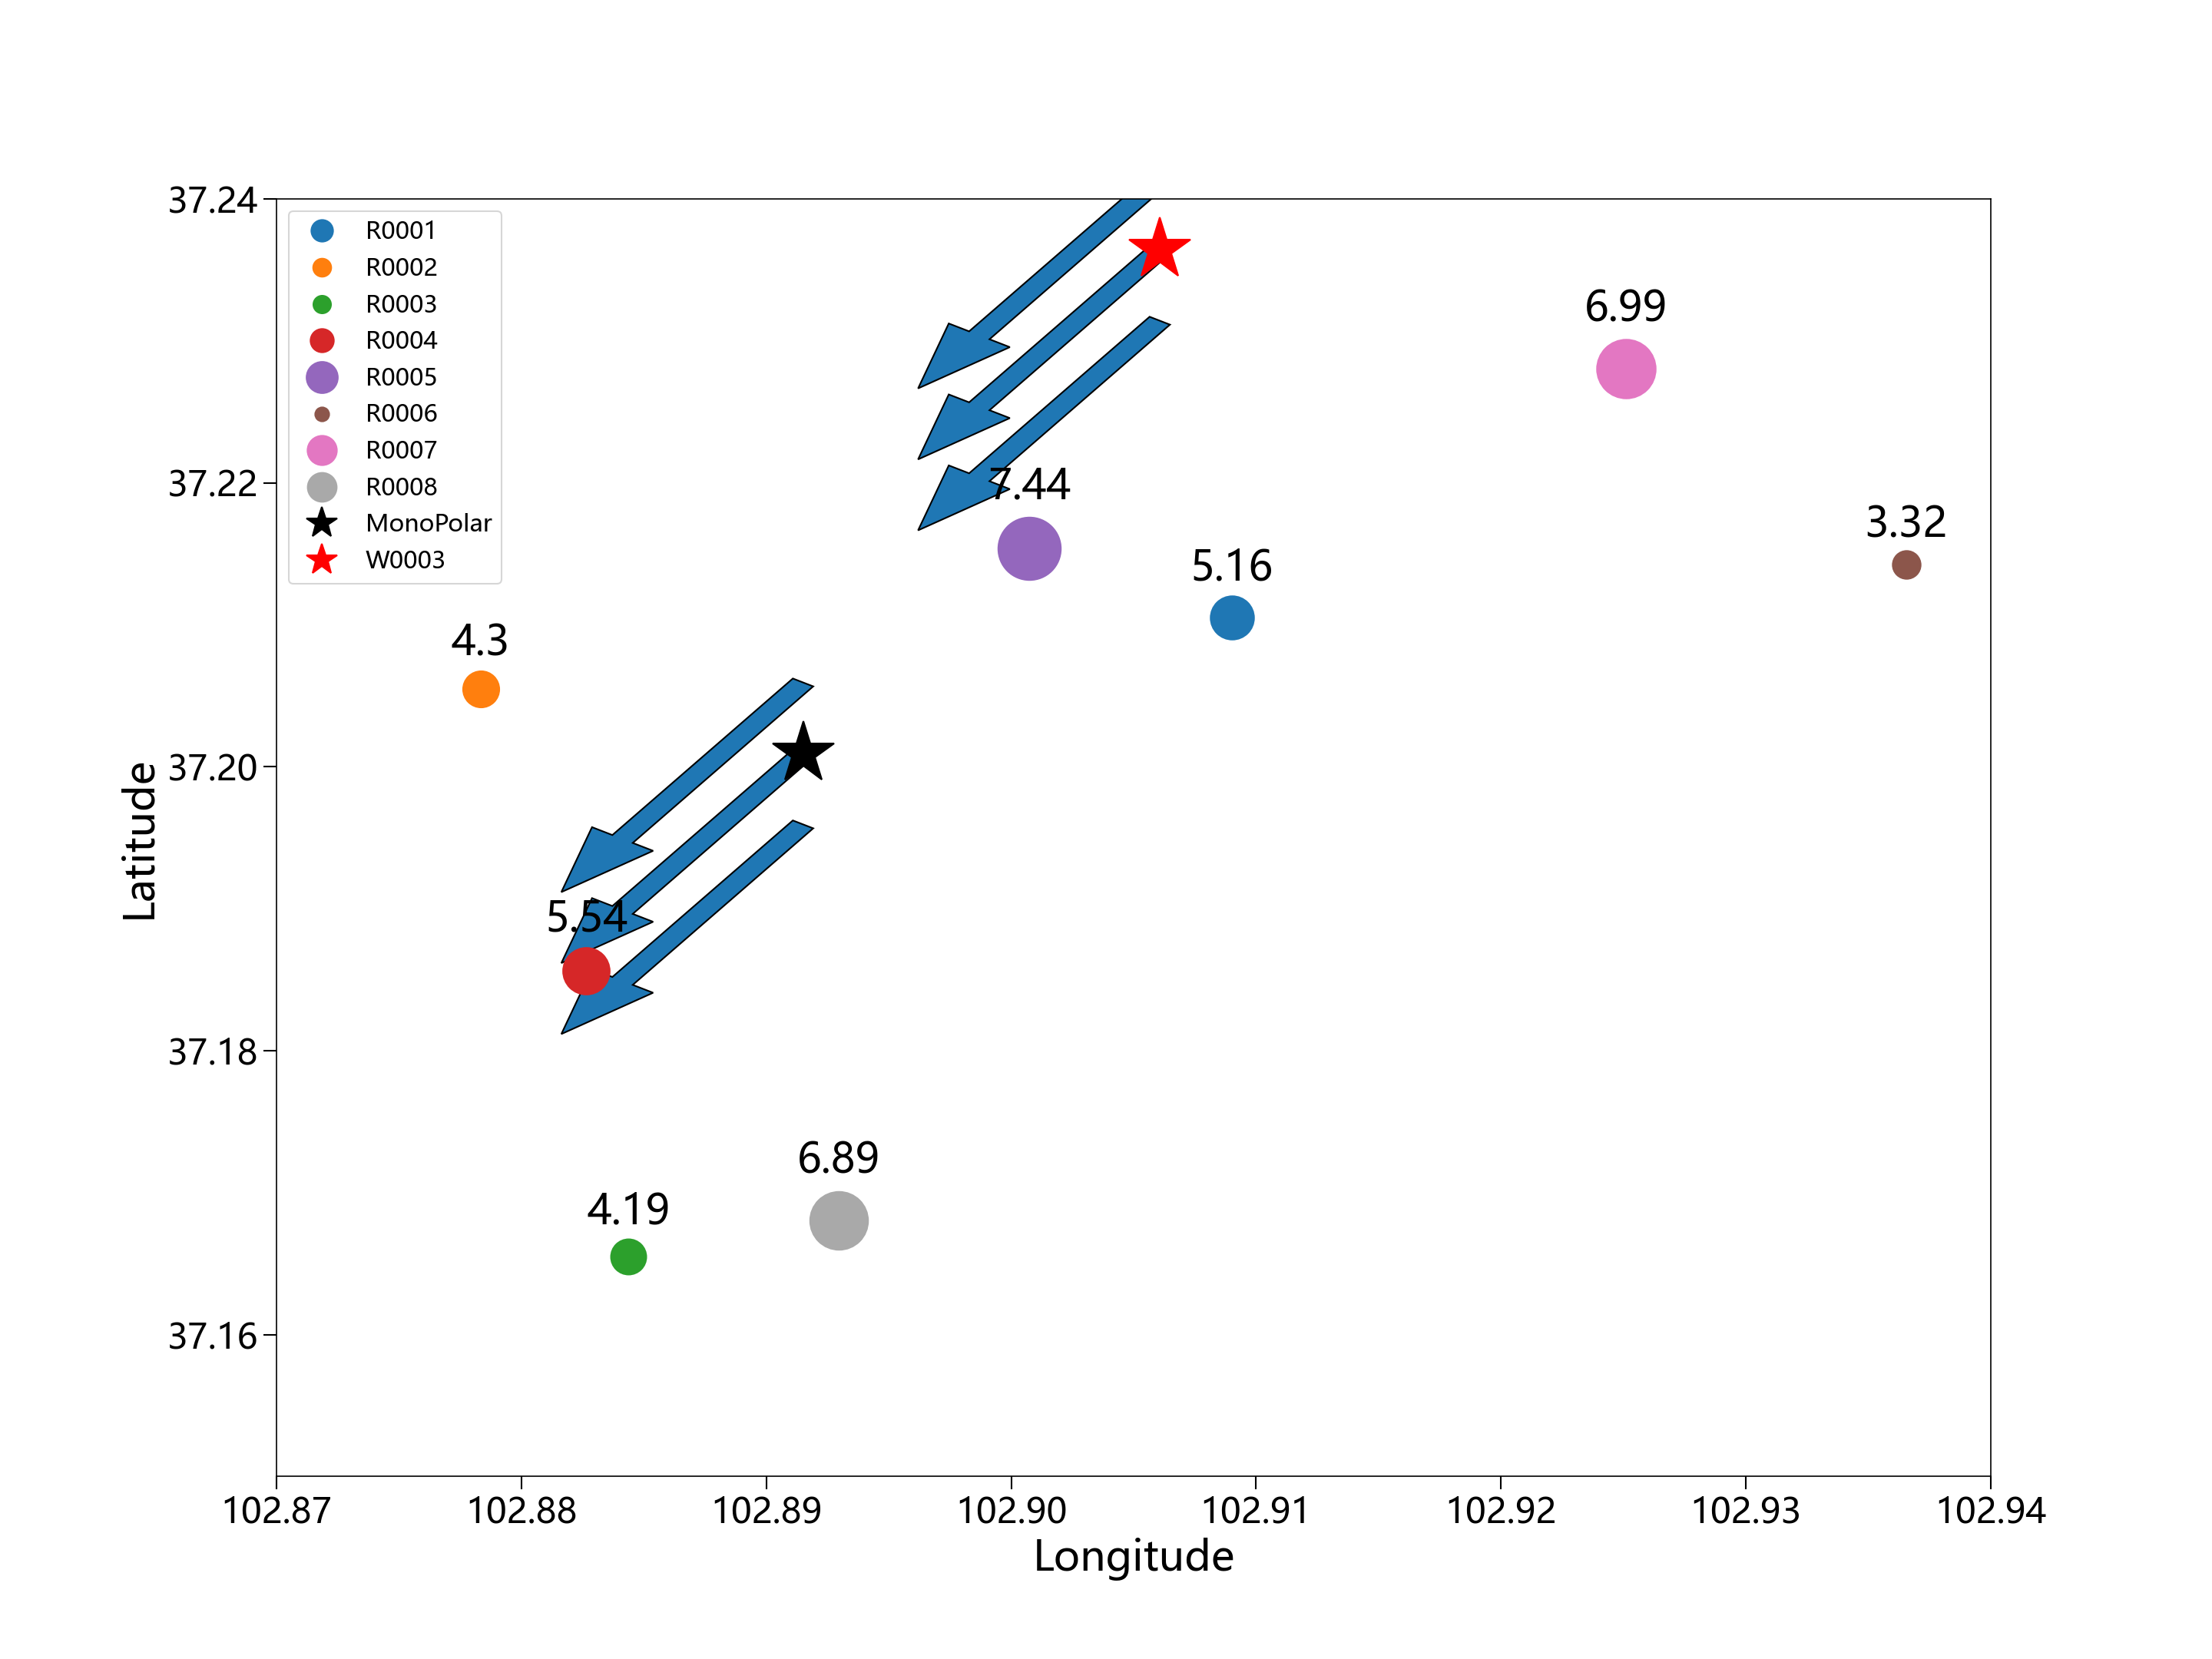 37.24
R0001
R0002
R0003
R0004
R0005
R0006
R0007
R0008
MonoPolar
W0003
6.99
37.22
7.44
3.32
5.16
4.3
37.20
Latitude
5.54
37.18
6.89
4.19
37.16
102.87 102.88 102.89 102.90 102.91 102.92 102.93 102.94
Longitude